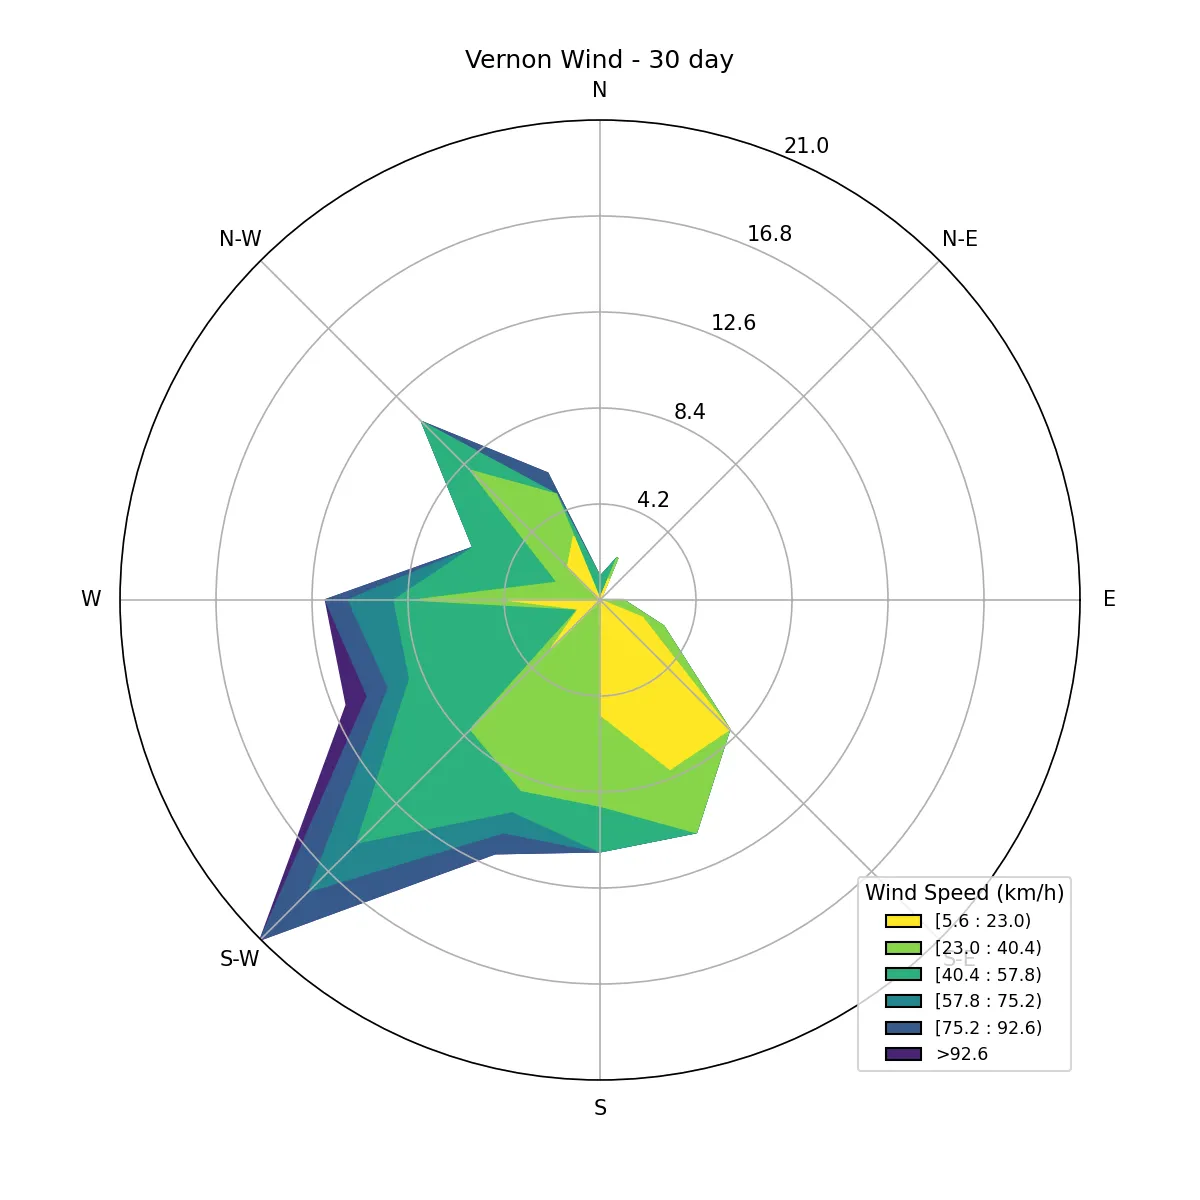 Vernon Wind - 30 day
N
21.0
16.8
N-W
N-E
12.6
8.4
4.2
W
E
S-W
S-E
S
Wind Speed (km/h)
[5.6 : 23.0)
[23.0 : 40.4)
[40.4 : 57.8)
[57.8 : 75.2)
[75.2 : 92.6)
>92.6